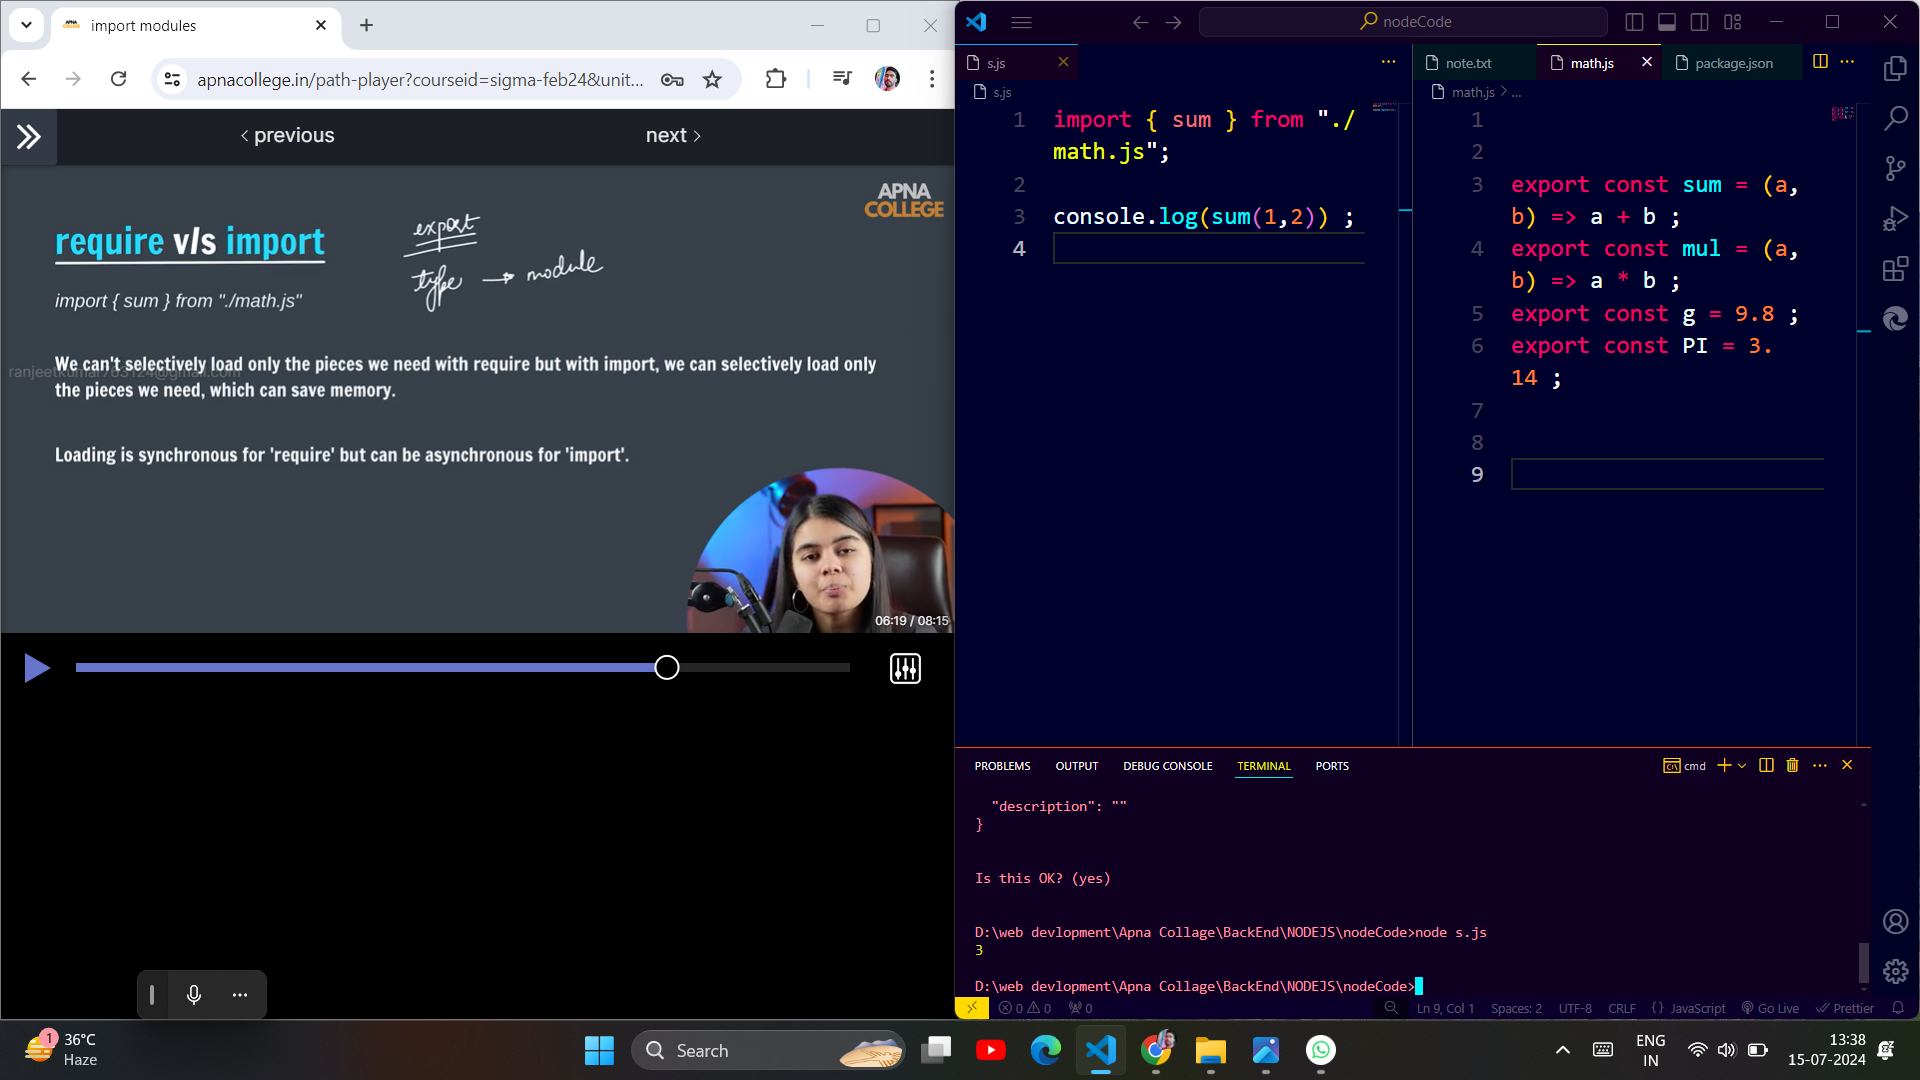 import modules
apnacollege.in/path-player?courseid=sigma-feb24&unit...
previous
next
APNA
COLLEGE
require v/s import
export
type → module
import { sum } from "./math.js"
We can't selectively load only the pieces we need with require but with import, we can selectively load only
the pieces we need, which can save memory.
Loading is synchronous for 'require' but can be asynchronous for 'import'.
06:19 / 08:15
nodeCode
s.js
s.js
1 import { sum } from "./
math.js";
2
3 console.log(sum(1,2)) ;
4
note.txt
math.js
package.json
math.js > ...
1
2
3 export const sum = (a,
b) => a + b ;
4 export const mul = (a,
b) => a * b ;
5 export const g = 9.8 ;
6 export const PI = 3.
14 ;
7
8
9
PROBLEMS OUTPUT DEBUG CONSOLE TERMINAL PORTS
cmd
"description": ""
}
Is this OK? (yes)
D:\web devlopment\Apna Collage\BackEnd\NODEJS\nodeCode>node s.js
3
D:\web devlopment\Apna Collage\BackEnd\NODEJS\nodeCode>
0 0 0
Ln 9, Col 1 Spaces: 2 UTF-8 CRLF {} JavaScript Go Live Prettier
1
36°C
Haze
Search
ENG
IN
13:38
15-07-2024